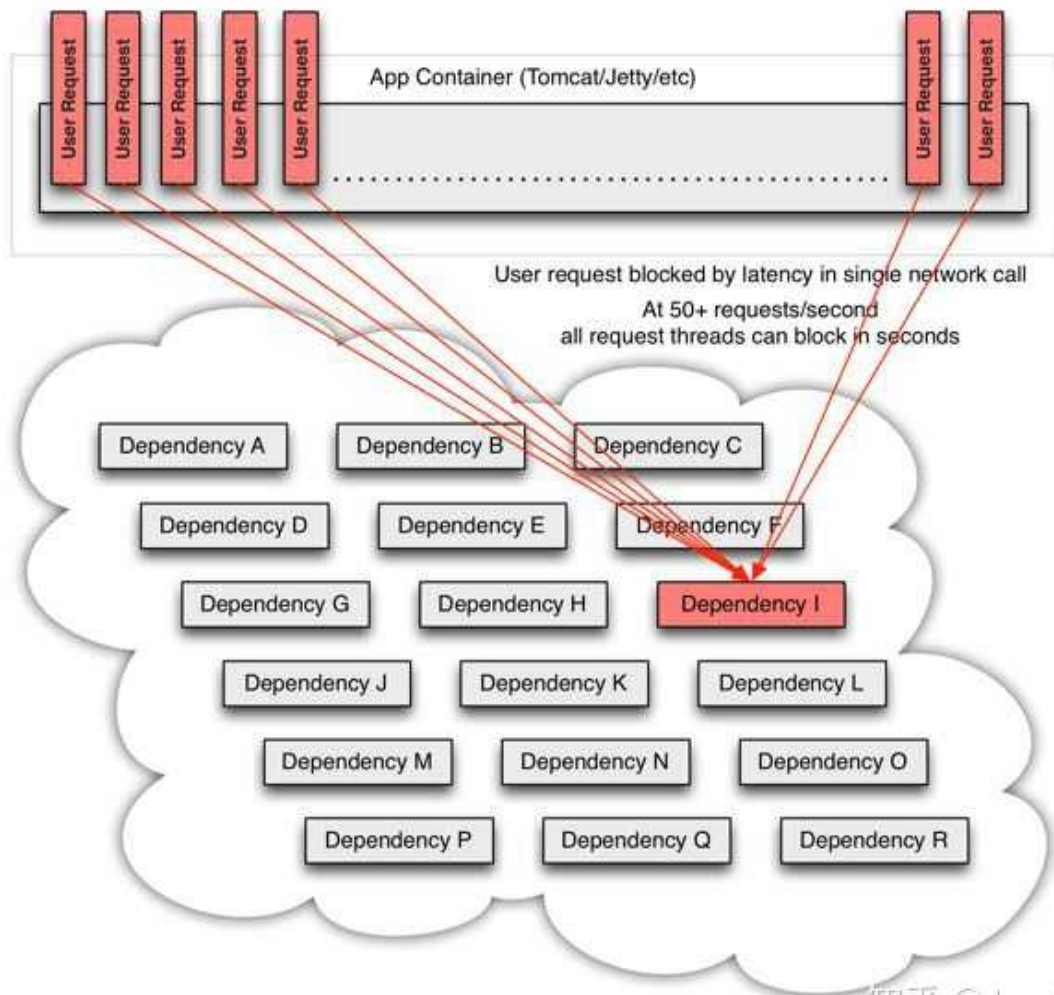 User Request
User Request
User Request
User Request
User Request
User Request
User Request
App Container (Tomcat/Jetty/etc)
User request blocked by latency in single network call
At 50+ requests/second
all request threads can block in seconds
Dependency A
Dependency B
Dependency C
Dependency D
Dependency E
Dependency F
Dependency G
Dependency H
Dependency I
Dependency J
Dependency K
Dependency L
Dependency M
Dependency N
Dependency O
Dependency P
Dependency Q
Dependency R